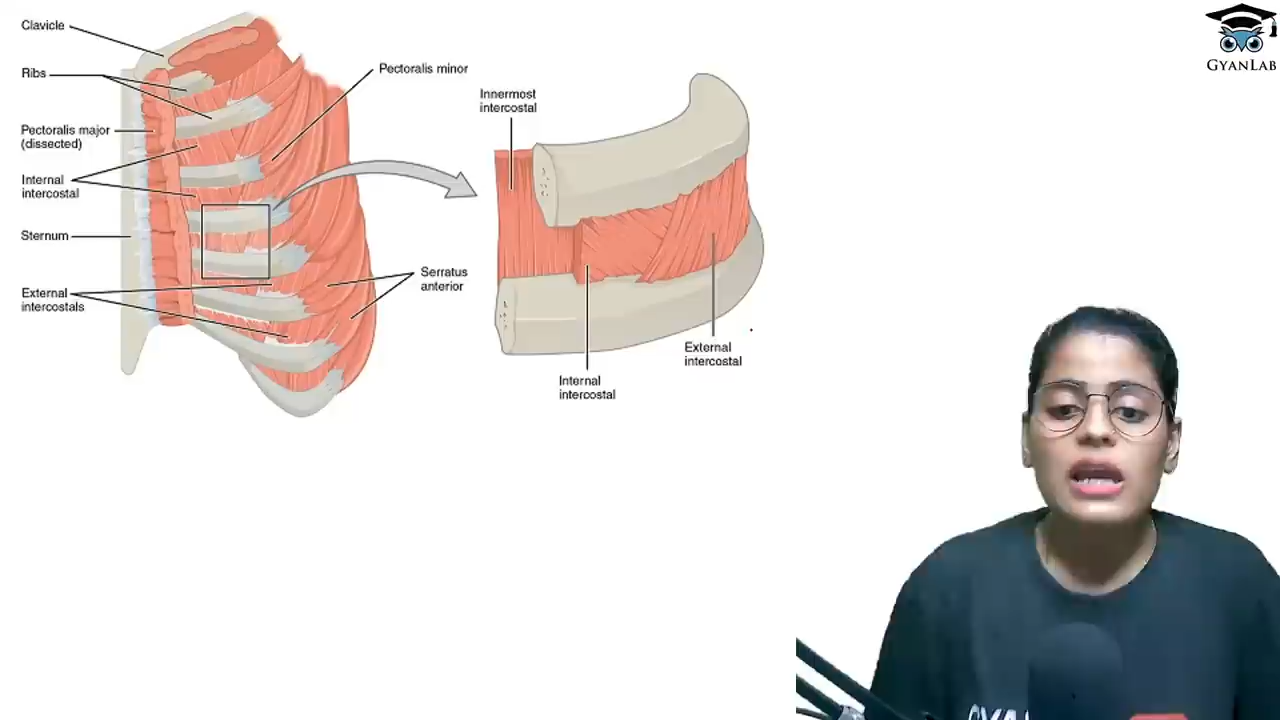 Clavicle
Ribs
Pectoralis major
(dissected)
Internal
intercostal
Sternum
External
intercostals
Pectoralis minor
Serratus
anterior
Innermost
intercostal
Internal
intercostal
External
intercostal
GYANLAB